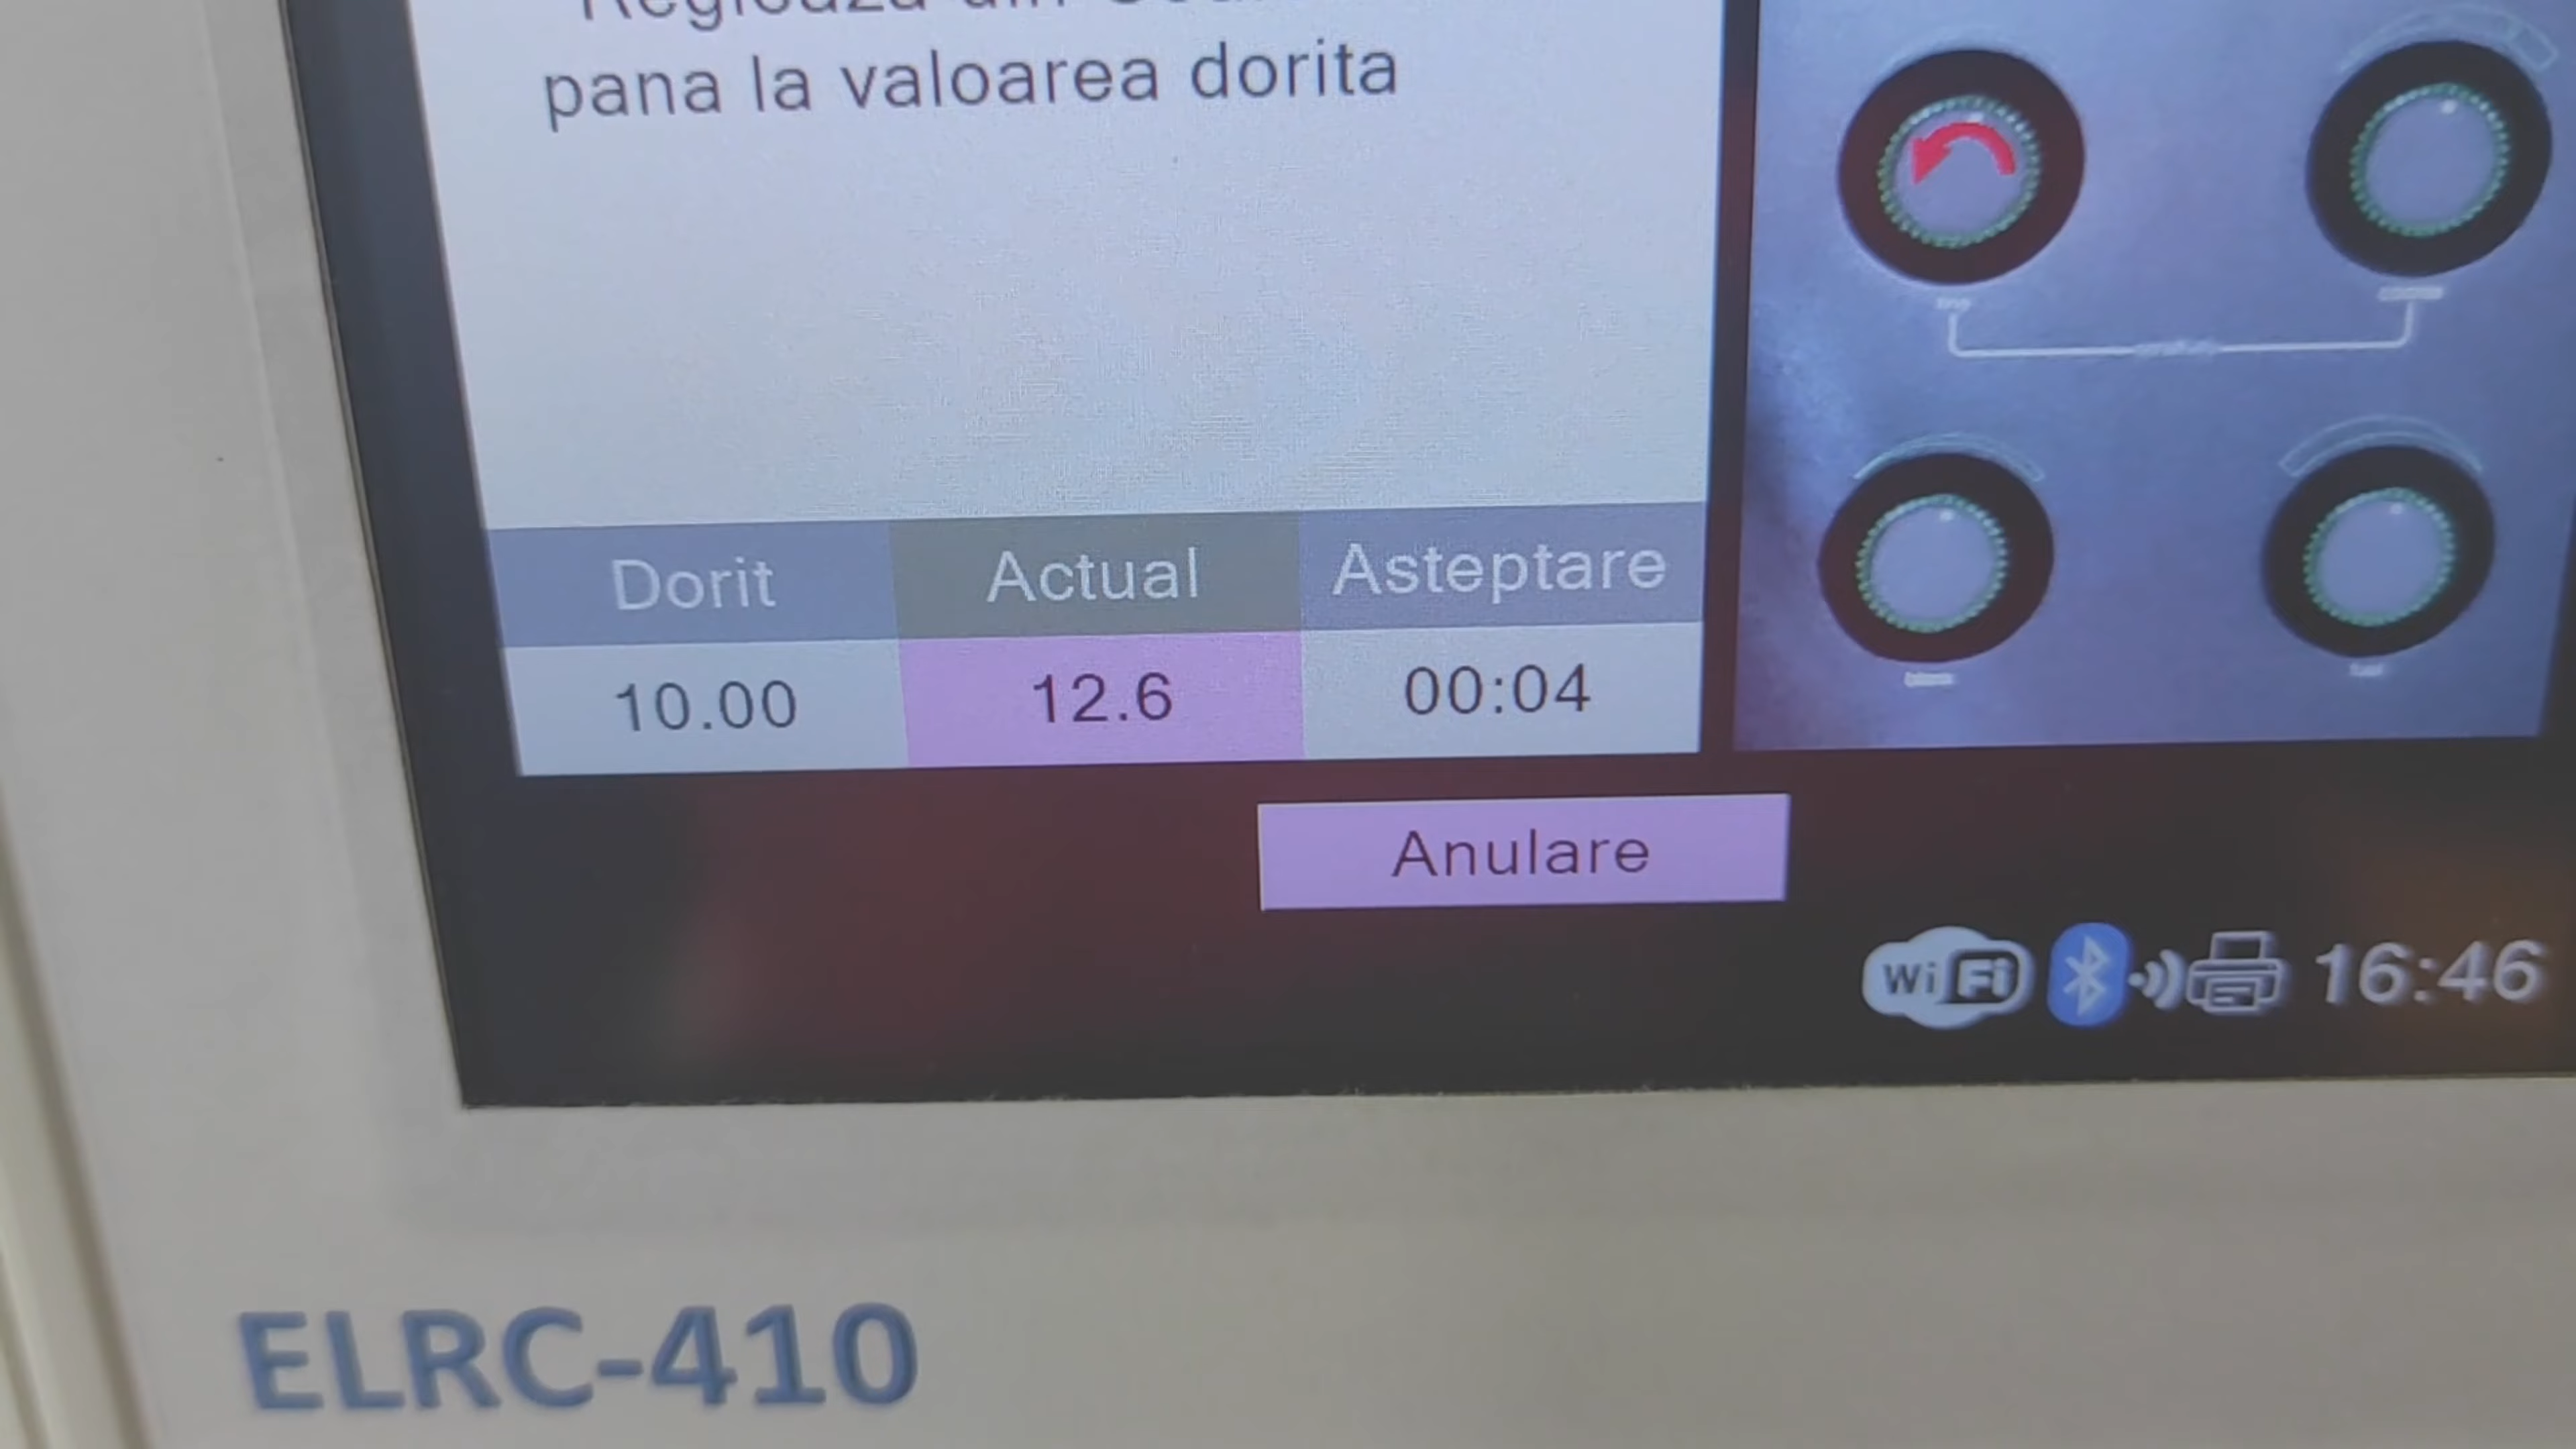 pana la valoarea dorita
Dorit Actual Asteptare
10.00 12.6 00:04
Anulare
WiFi 16:46
ELRC-410